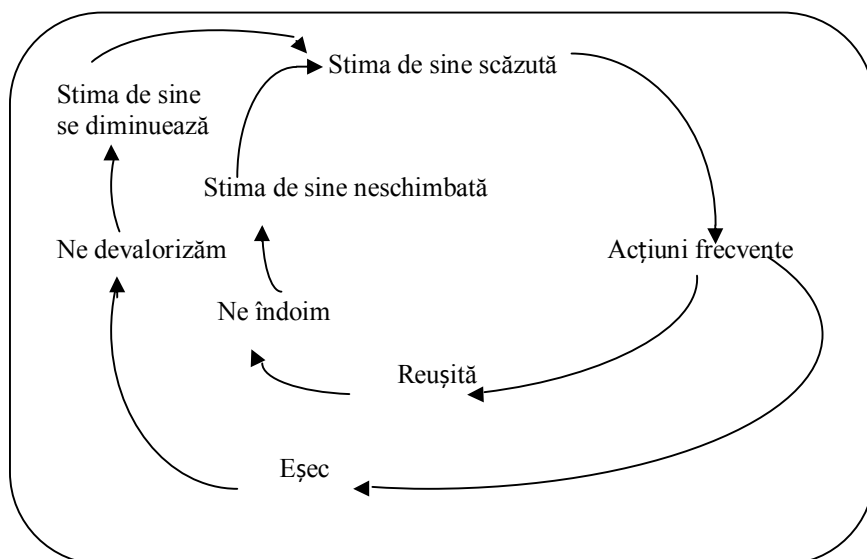 Stima de sine scăzută
Stima de sine
se diminuează
Stima de sine neschimbată
Ne devalorizăm
Acțiuni frecvente
Ne îndoim
Reușită
Eșec